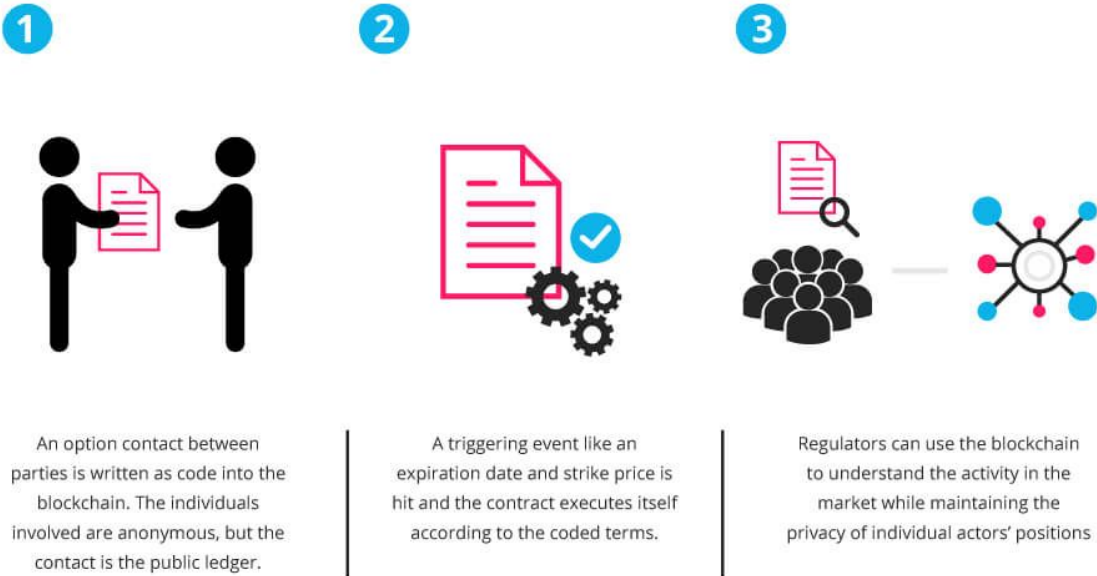 1
An option contact between
parties is written as code into the
blockchain. The individuals
involved are anonymous, but the
contact is the public ledger.
2
A triggering event like an
expiration date and strike price is
hit and the contract executes itself
according to the coded terms.
3
Regulators can use the blockchain
to understand the activity in the
market while maintaining the
privacy of individual actors’ positions